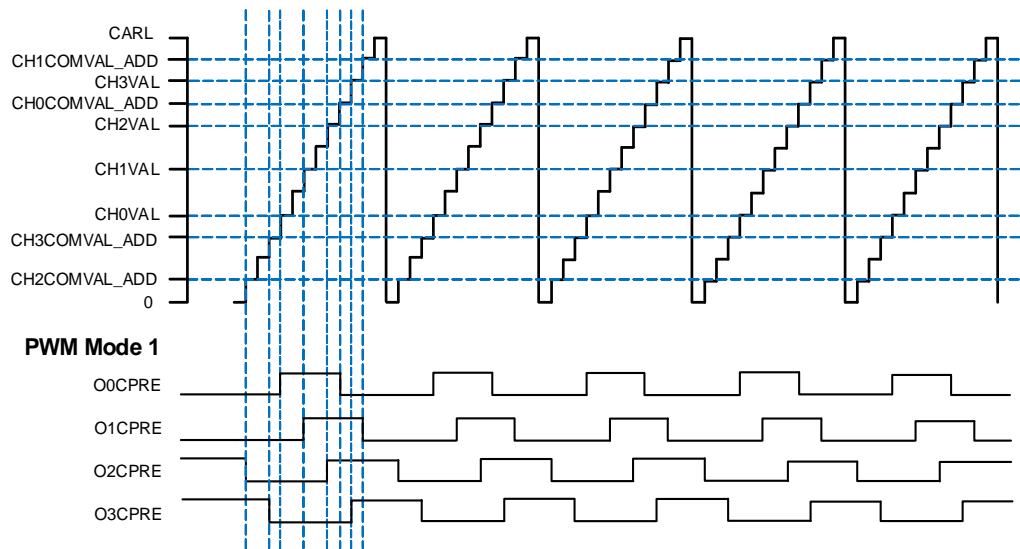 CARL
CH1COMVAL_ADD
CH3VAL
CH0COMVAL_ADD
CH2VAL
CH1VAL
CH0VAL
CH3COMVAL_ADD
CH2COMVAL_ADD
0
PWM Mode 1
O0CPRE
O1CPRE
O2CPRE
O3CPRE